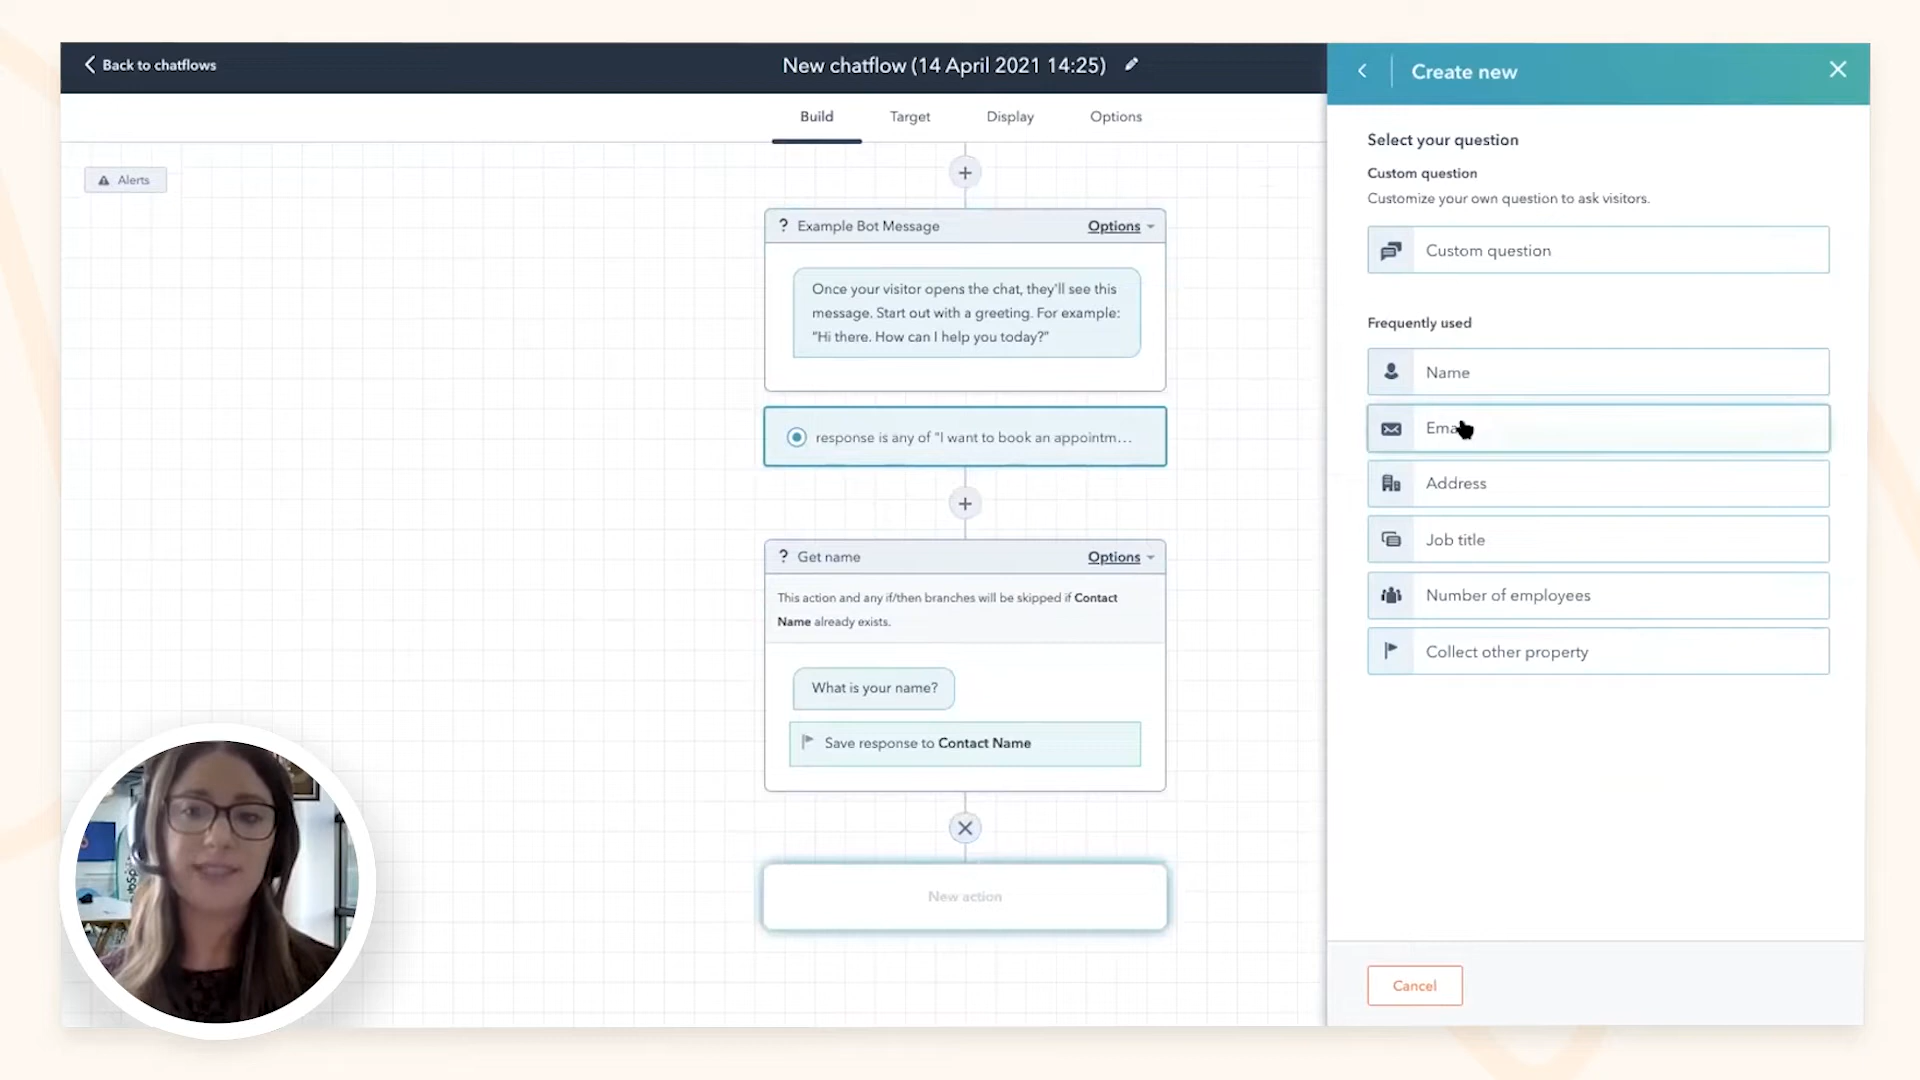 Back to chatflows
New chatflow (14 April 2021 14:25)
Build
Target
Display
Options
Alerts
? Example Bot Message
Options
Once your visitor opens the chat, they'll see this
message. Start out with a greeting. For example:
"Hi there. How can I help you today?"
response is any of "I want to book an appointm...
? Get name
Options
This action and any if/then branches will be skipped if Contact
Name already exists.
What is your name?
Save response to Contact Name
New action
Create new
Select your question
Custom question
Customize your own question to ask visitors.
Custom question
Frequently used
Name
Address
Job title
Number of employees
Collect other property
Cancel